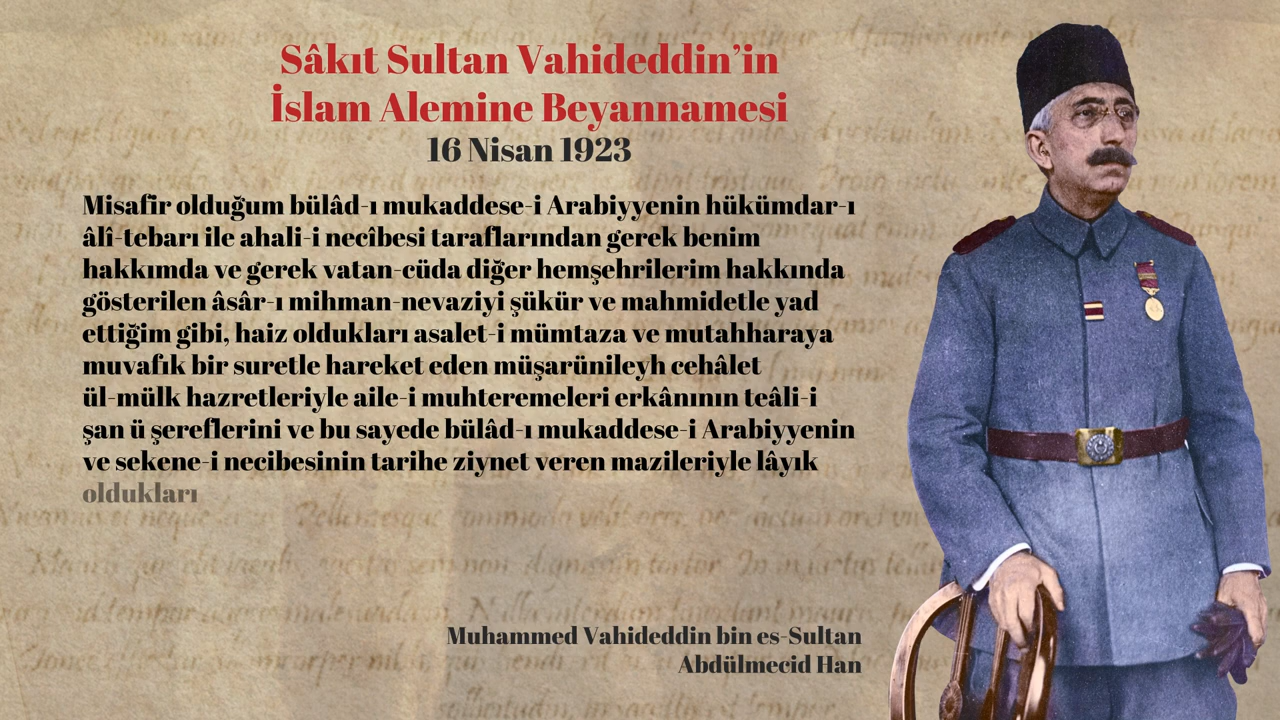 Sâkıt Sultan Vahideddin’in
İslam Alemine Beyannamesi
16 Nisan 1923
Misafir olduğum bülâd-ı mukaddese-i Arabiyyenin hükümdar-ı
âlî-tebarı ile ahali-i necîbesi taraflarından gerek benim
hakkımda ve gerek vatan-cüda diğer hemşehrilerim hakkında
gösterilen âsâr-ı mihman-nevaziyi şükür ve mahmidetle yad
ettiğim gibi, haiz oldukları asalet-i mümtaza ve mutahharaya
muvafık bir suretle hareket eden müşarünileyh cehâlet
ül-mülk hazretleriyle aile-i muhteremeleri erkânının teâli-i
şan ü şereflerini ve bu sayede bülâd-ı mukaddese-i Arabiyyenin
ve sekene-i necibesinin tarihe ziynet veren mazileriyle lâyık
oldukları
Muhammed Vahideddin bin es-Sultan
Abdülmecid Han